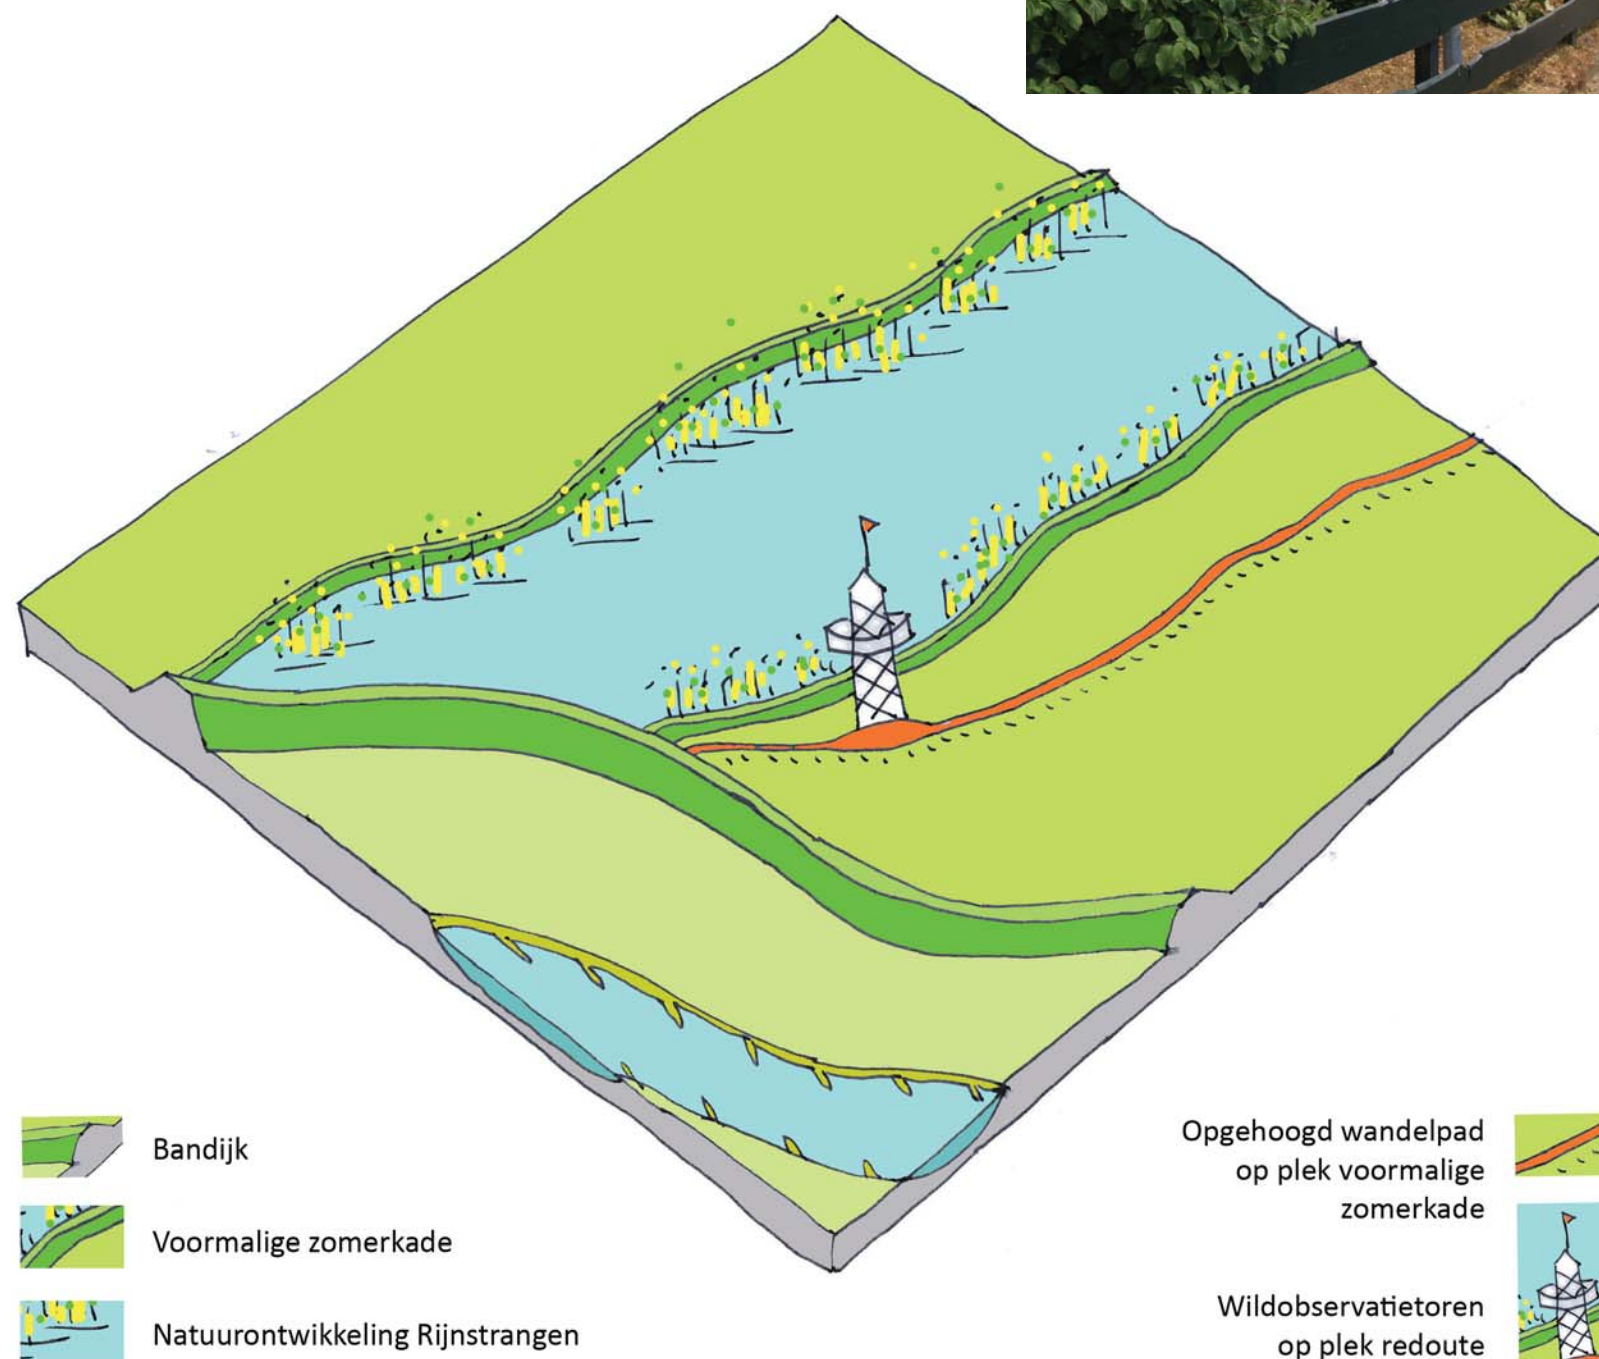 Bandijk
Voormalige zomerkade
Natuurontwikkeling Rijnstrangen
Opgehoogd wandelpad
op plek voormalige
zomerkade
Wildobservatietoren
op plek redoute